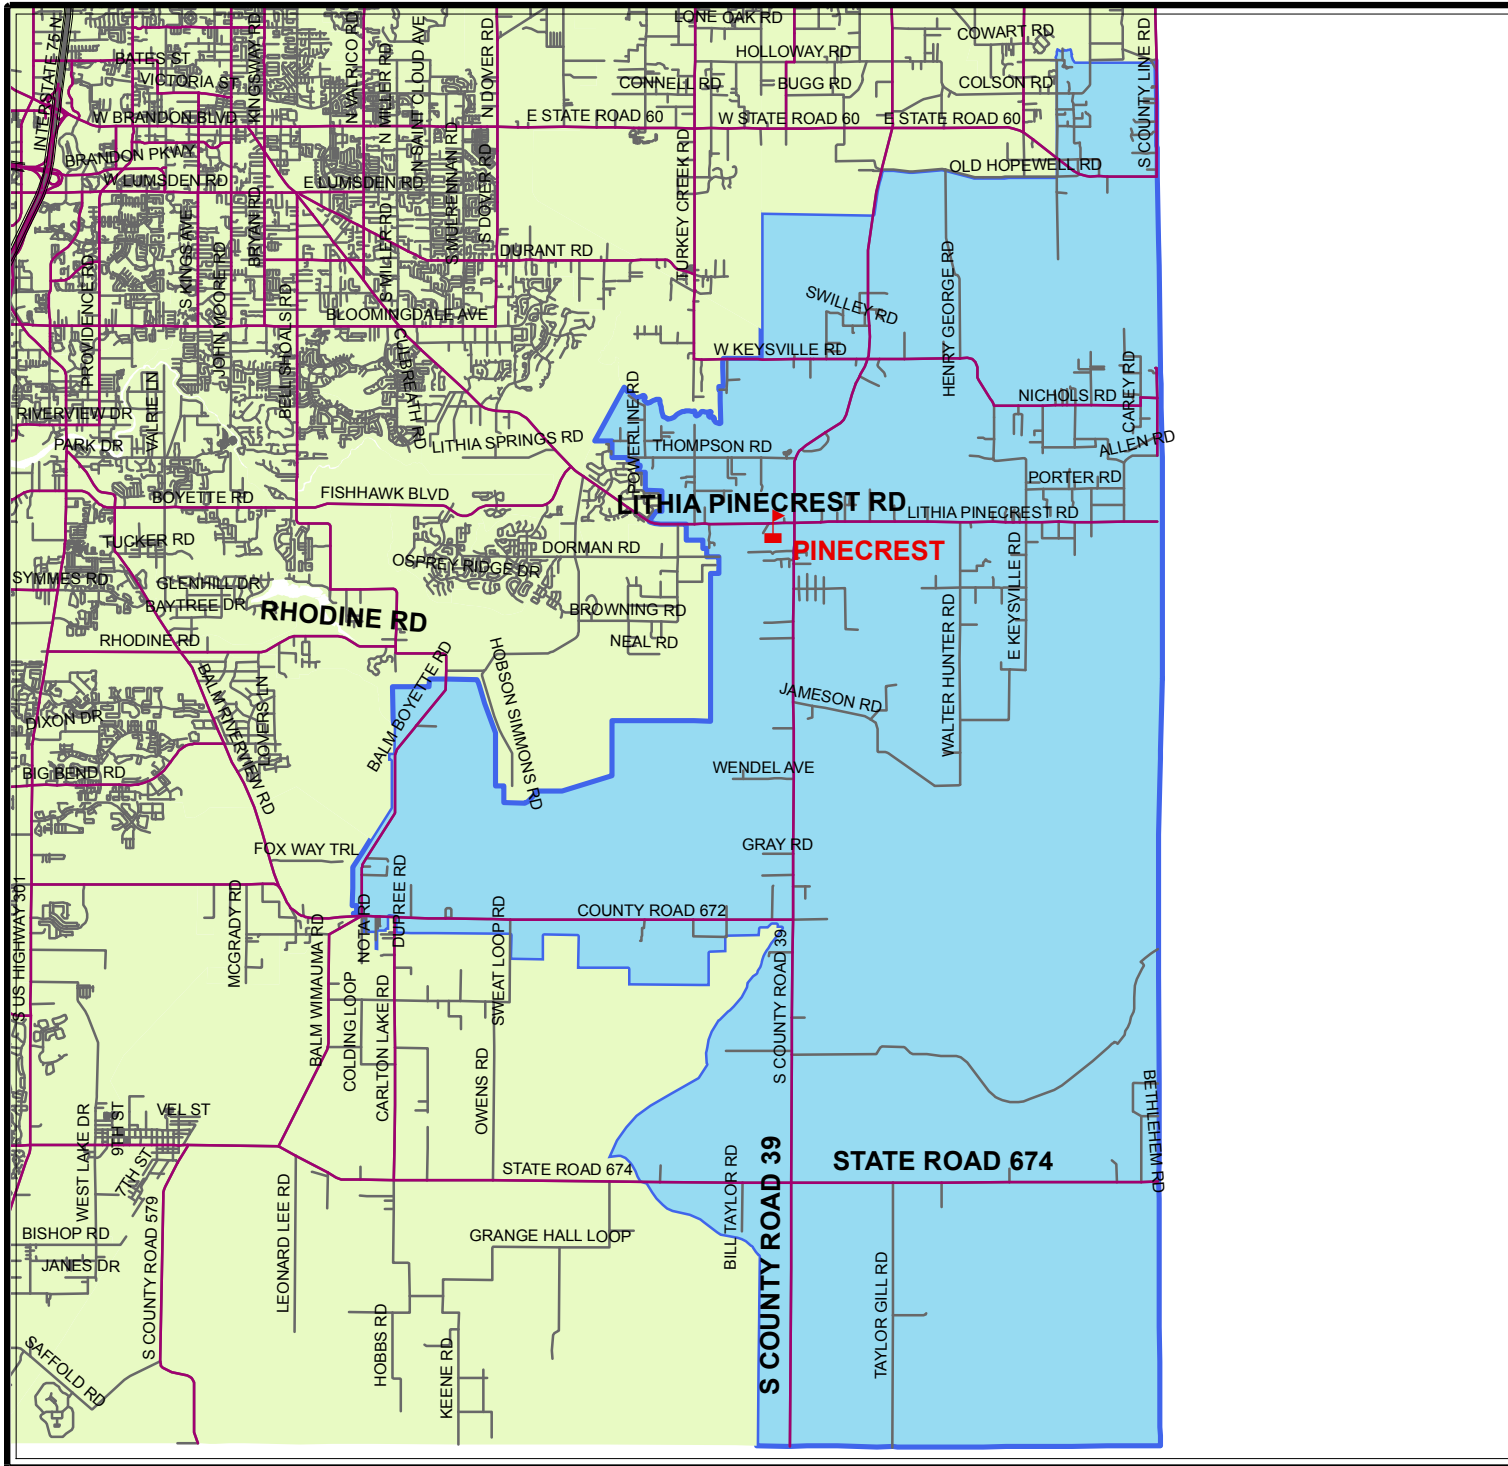 LONE OAK RD
COWART RD
HOLLOWAY RD
S COUNTY LINE RD
INTERSTATE 75 N
BATES ST
VICTORIA ST
KINGSWAY RD
N VALRICO RD
N MILLER RD
N SAINT CLOUD AVE
N DOVER RD
CONNELL RD
BUGG RD
COLSON RD
W BRANDON BLVD
E STATE ROAD 60
W STATE ROAD 60
E STATE ROAD 60
BRANDON PKWY
W LUMSDEN RD
E LUMSDEN RD
OLD HOPEWELL RD
BRYAN RD
S MILLER RD
S MULRENNAN RD
S DOVER RD
TURKEY CREEK RD
DURANT RD
PROVIDENCE RD
S KINGS AVE
JOHN MOORE RD
BELL SHOALS RD
BLOOMINGDALE AVE
SWILLEY RD
HENRY GEORGE RD
W KEYSVILLE RD
CULBREATH RD
VALRIE LN
POWERLINE RD
NICHOLS RD
CAREY RD
RIVERVIEW DR
PARK DR
LITHIA SPRINGS RD
THOMPSON RD
ALLEN RD
BOYETTE RD
FISHHAWK BLVD
PORTER RD
LITHIA PINECREST RD
LITHIA PINECREST RD
TUCKER RD
DORMAN RD
PINECREST
OSPREY RIDGE DR
SYMMES RD
GLENHILL DR
BAYTREE DR
RHODINE RD
BROWNING RD
RHODINE RD
NEAL RD
E KEYSVILLE RD
WALTER HUNTER RD
BALM BOYETTE RD
HOBSON SIMMONS RD
BALM RIVERVIEW RD
LOVERS LN
JAMESON RD
DIXON DR
BIG BEND RD
WENDEL AVE
FOX WAY TRL
GRAY RD
S US HIGHWAY 301
MCGRADY RD
BALM WIMAUMA RD
NOTA RD
DUPREE RD
COUNTY ROAD 672
SWEAT LOOP RD
COLDING LOOP
CARLTON LAKE RD
S COUNTY ROAD 39
OWENS RD
BETHLEHEM RD
WEST LAKE DR
9TH ST
VEL ST
7TH ST
STATE ROAD 674
STATE ROAD 674
BILL TAYLOR RD
S COUNTY ROAD 39
BISHOP RD
JANES DR
S COUNTY ROAD 579
LEONARD LEE RD
GRANGE HALL LOOP
TAYLOR GILL RD
HOBBS RD
KEENE RD
SAFFOLD RD